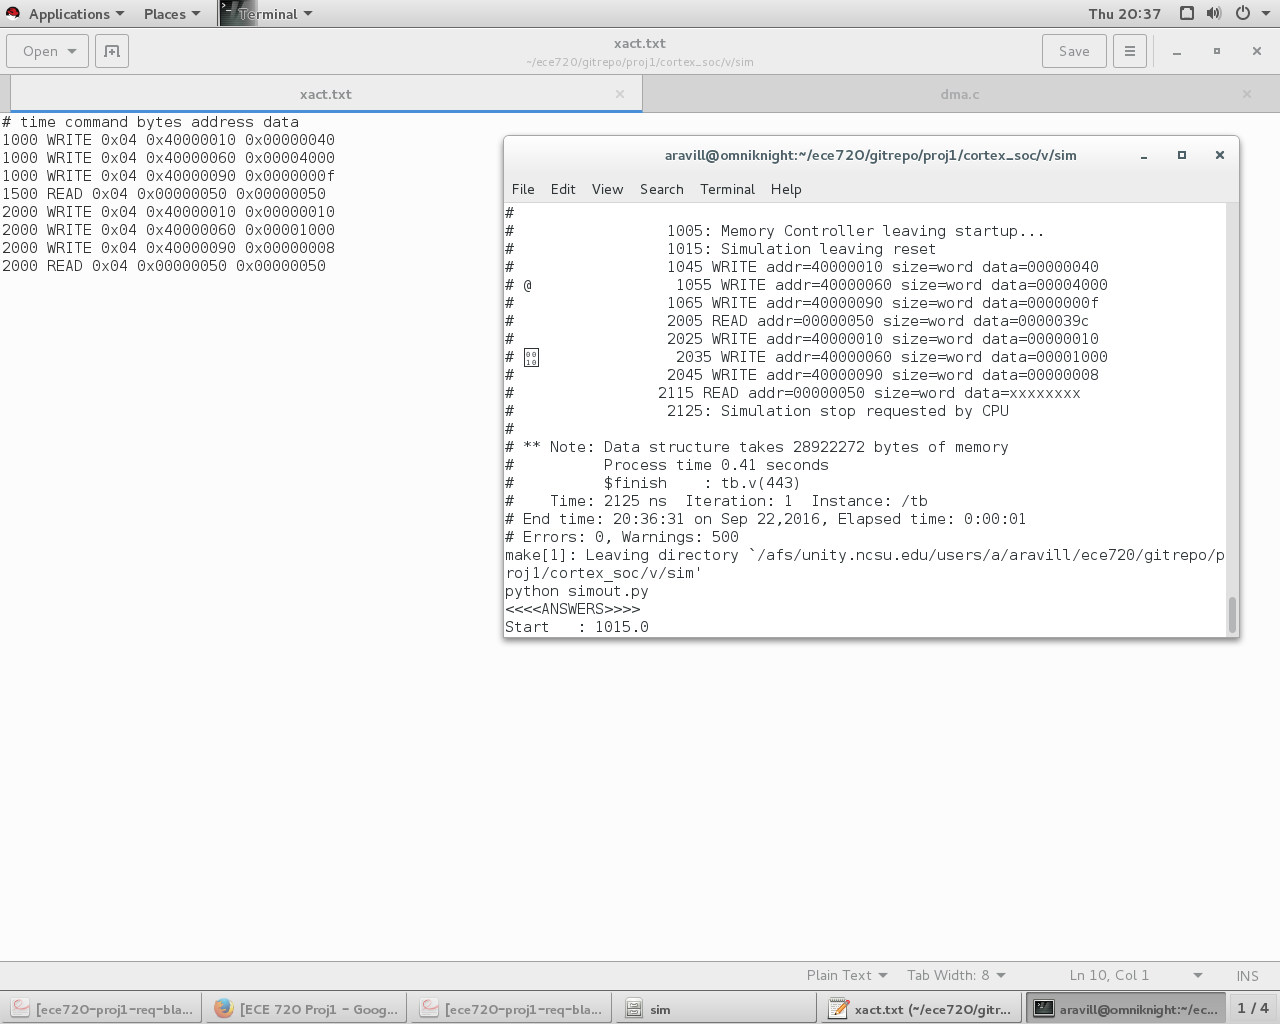 Applications Places Terminal Thu 20:37
Open xact.txt Save
~/ece720/gitrepo/proj1/cortex_soc/v/sim
xact.txt dma.c
# time command bytes address data
1000 WRITE 0x04 0x40000010 0x00000040
1000 WRITE 0x04 0x40000060 0x00004000
1000 WRITE 0x04 0x40000090 0x0000000f
1500 READ 0x04 0x00000050 0x00000050
2000 WRITE 0x04 0x40000010 0x00000010
2000 WRITE 0x04 0x40000060 0x00001000
2000 WRITE 0x04 0x40000090 0x00000008
2000 READ 0x04 0x00000050 0x00000050
aravill@omniknight:~/ece720/gitrepo/proj1/cortex_soc/v/sim
File Edit View Search Terminal Help
#
# 1005: Memory Controller leaving startup...
# 1015: Simulation leaving reset
# 1045 WRITE addr=40000010 size=word data=00000040
# @ 1055 WRITE addr=40000060 size=word data=00004000
# 1065 WRITE addr=40000090 size=word data=0000000f
# 2005 READ addr=00000050 size=word data=0000039c
# 2025 WRITE addr=40000010 size=word data=00000010
# 2035 WRITE addr=40000060 size=word data=00001000
# 2045 WRITE addr=40000090 size=word data=00000008
# 2115 READ addr=00000050 size=word data=xxxxxxxx
# 2125: Simulation stop requested by CPU
#
# ** Note: Data structure takes 28922272 bytes of memory
# Process time 0.41 seconds
# $finish : tb.v(443)
# Time: 2125 ns Iteration: 1 Instance: /tb
# End time: 20:36:31 on Sep 22,2016, Elapsed time: 0:00:01
# Errors: 0, Warnings: 500
make[1]: Leaving directory `/afs/unity.ncsu.edu/users/a/aravill/ece720/gitrepo/p
roj1/cortex_soc/v/sim'
python simout.py
<<<<ANSWERS>>>>
Start : 1015.0
Plain Text Tab Width: 8 Ln 10, Col 1 INS
[ece720-proj1-req-bla... [ECE 720 Proj1 - Goog... [ece720-proj1-req-bla... sim xact.txt (~/ece720/gitr... aravill@omniknight:~/ec... 1 / 4